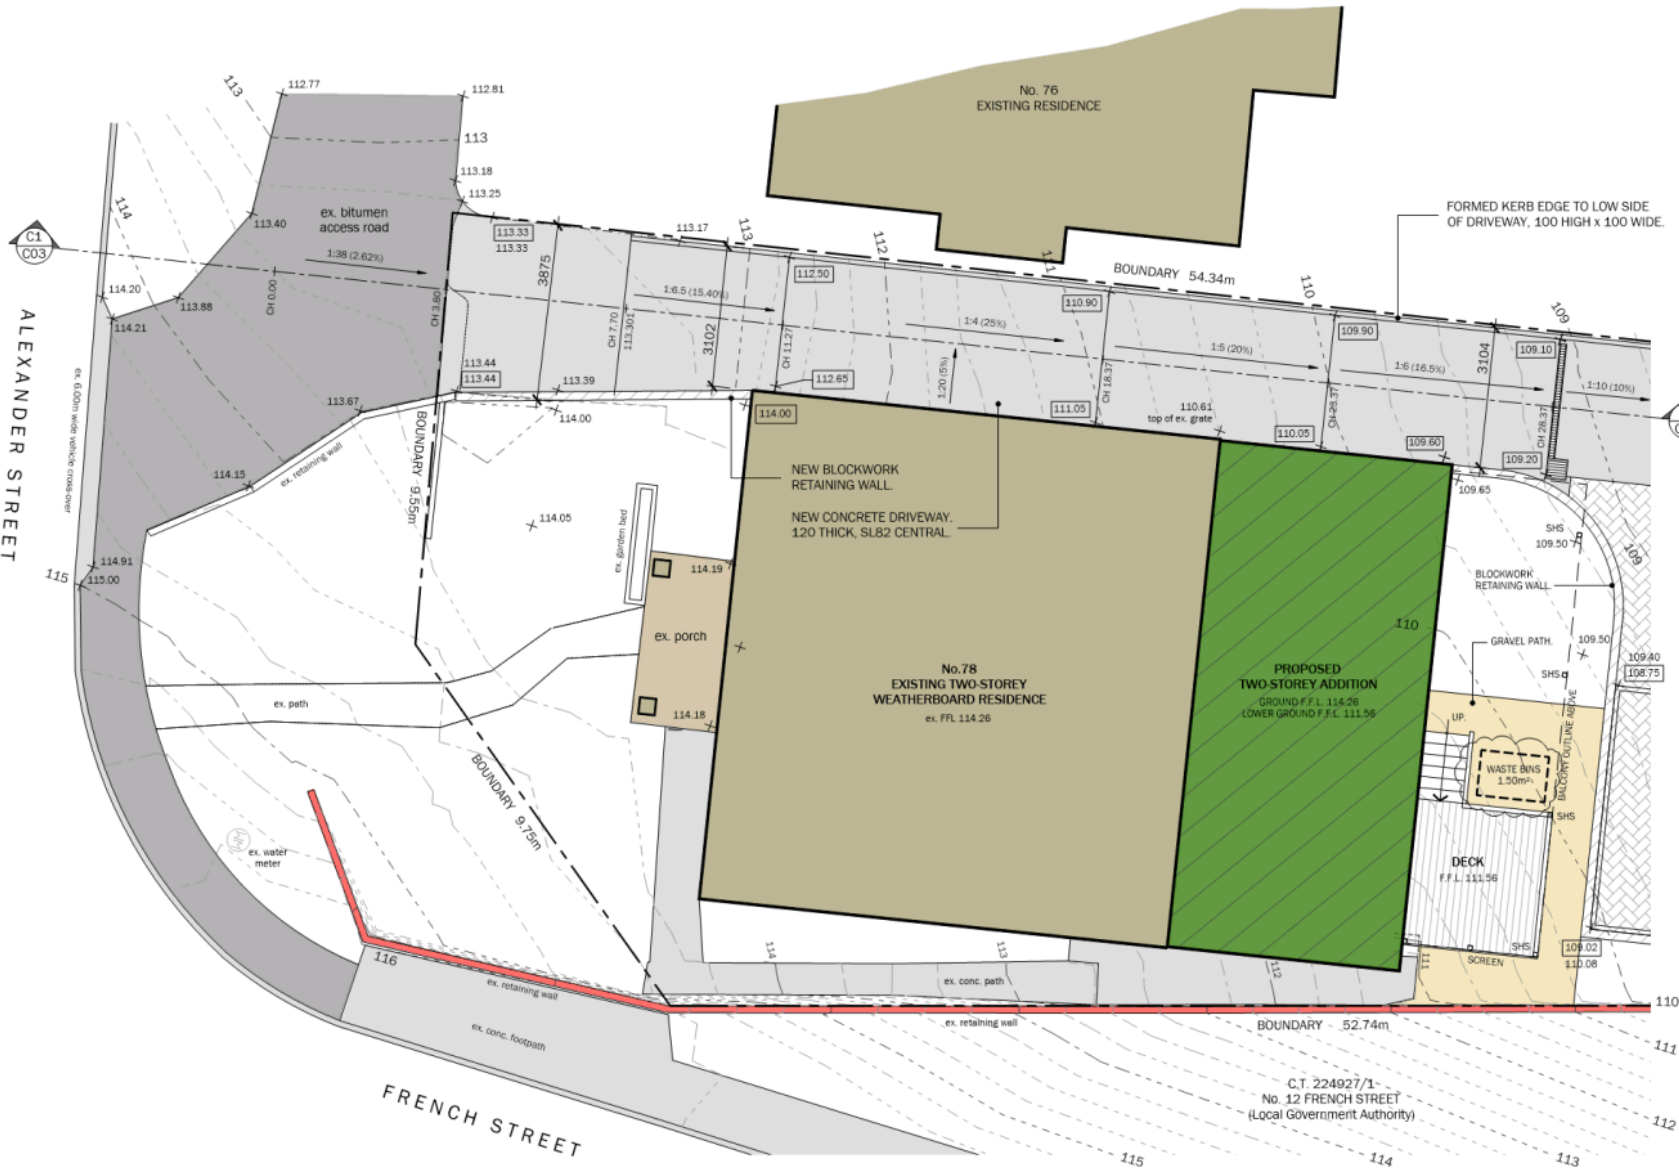 112.77
112.81
113
113
113.18
113.25
113.40
ex. bitumen
access road
1:38 (2.62%)
114
C1
C03
114.20
114.21
113.88
CH 0.00
CH 3.80
113.33
113.33
3875
113.17
113
1:6.5 (15.40%)
CH 7.70
113.301
3102
112.50
CH 11.27
112
No. 76
EXISTING RESIDENCE
111
BOUNDARY 54.34m
110
109
FORMED KERB EDGE TO LOW SIDE
OF DRIVEWAY, 100 HIGH x 100 WIDE.
110.90
1:4 (25%)
1:20 (5%)
CH 18.37
109.90
1:5 (20%)
1:6 (16.5%)
3104
109.10
1:10 (10%)
CH 28.37
113.44
113.44
113.39
112.65
114.00
114.00
111.05
110.61
top of ex. grate
110.05
109.60
109.20
109.65
ALEXANDER STREET
ex. 6.00m wide vehicle cross-over
113.67
ex. retaining wall
114.15
BOUNDARY 9.55m
114.05
ex. garden bed
NEW BLOCKWORK
RETAINING WALL.
NEW CONCRETE DRIVEWAY.
120 THICK, SL82 CENTRAL.
SHS
109.50
109
BLOCKWORK
RETAINING WALL.
114.91
115
115.00
114.19
ex. porch
114.18
No.78
EXISTING TWO-STOREY
WEATHERBOARD RESIDENCE
ex. FFL 114.26
110
PROPOSED
TWO-STOREY ADDITION
GROUND F.F.L. 114.26
LOWER GROUND F.F.L. 111.56
GRAVEL PATH.
109.50
109.40
108.75
SHS
UP.
WASTE BINS
1.50m²
BALCONY OUTLINE ABOVE
SHS
DECK
F.F.L. 111.56
SHS
SCREEN
109.02
110.08
ex. path
BOUNDARY 9.75m
ex. water
meter
116
ex. retaining wall
ex. conc. footpath
114
113
112
111
ex. conc. path
ex. retaining wall
BOUNDARY 52.74m
110
111
112
C.T. 224927/1
No. 12 FRENCH STREET
(Local Government Authority)
FRENCH STREET
115
114
113